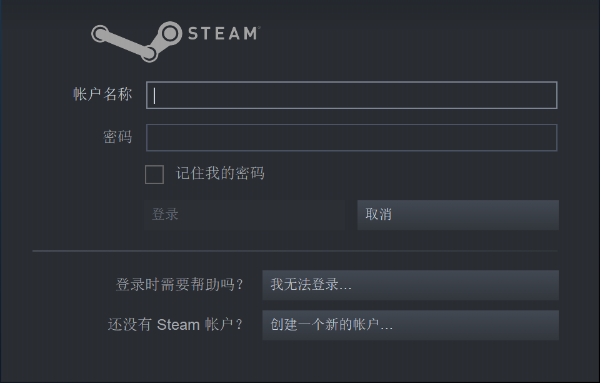 STEAM
帐户名称
密码
记住我的密码
登录 取消
登录时需要帮助吗？ 我无法登录...
还没有 Steam 帐户？ 创建一个新的帐户...